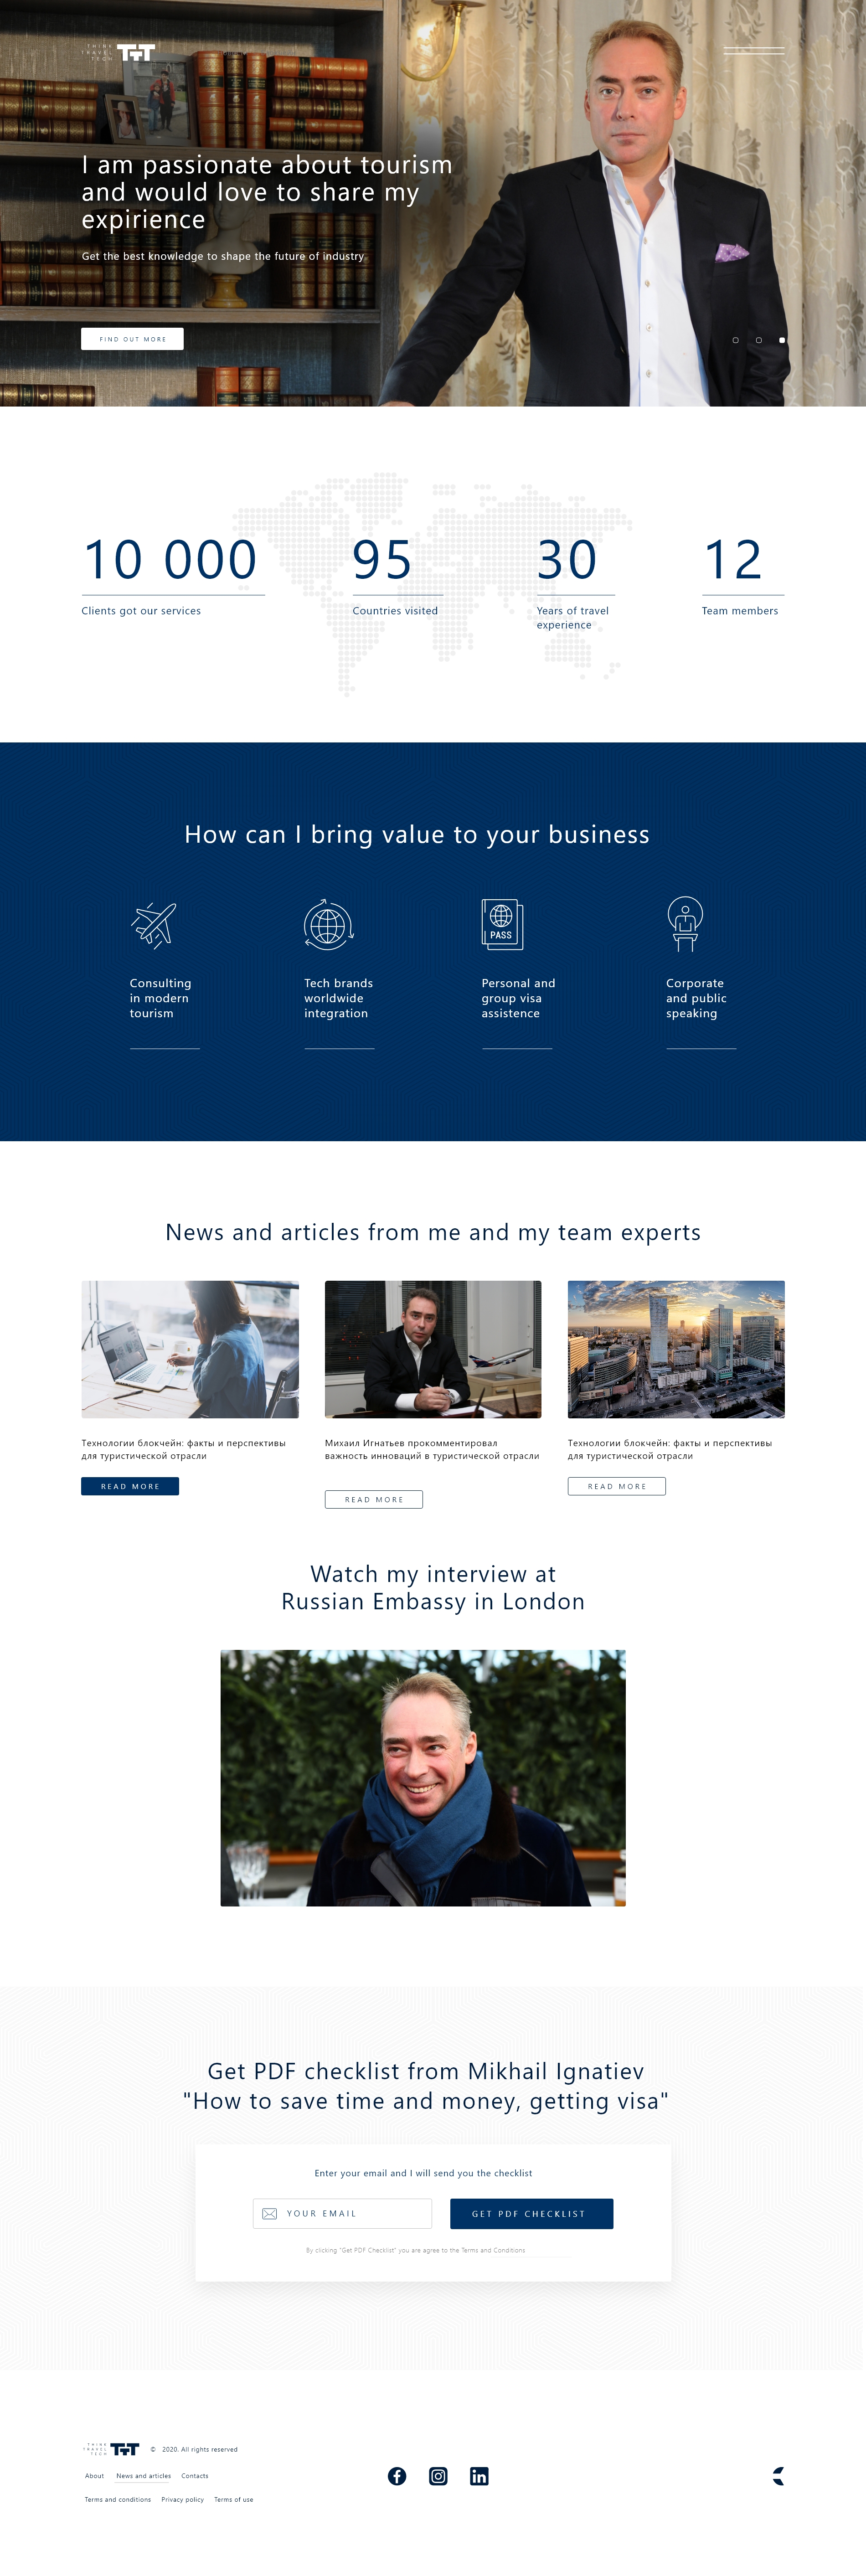 THINK
TRAVEL
TECH
TTT
I am passionate about tourism
and would love to share my
expirience
Get the best knowledge to shape the future of industry
FIND OUT MORE
10 000
95
30
12
Clients got our services
Countries visited
Years of travel
experience
Team members
How can I bring value to your business
PASS
Consulting
in modern
tourism
Tech brands
worldwide
integration
Personal and
group visa
assistence
Corporate
and public
speaking
News and articles from me and my team experts
Технологии блокчейн: факты и перспективы
для туристической отрасли
READ MORE
Михаил Игнатьев прокомментировал
важность инноваций в туристической отрасли
READ MORE
Технологии блокчейн: факты и перспективы
для туристической отрасли
READ MORE
Watch my interview at
Russian Embassy in London
Get PDF checklist from Mikhail Ignatiev
"How to save time and money, getting visa"
Enter your email and I will send you the checklist
YOUR EMAIL
GET PDF CHECKLIST
By clicking "Get PDF Checklist" you are agree to the Terms and Conditions
THINK
TRAVEL
TECH
TTT
© 2020. All rights reserved
About News and articles Contacts
Terms and conditions Privacy policy Terms of use